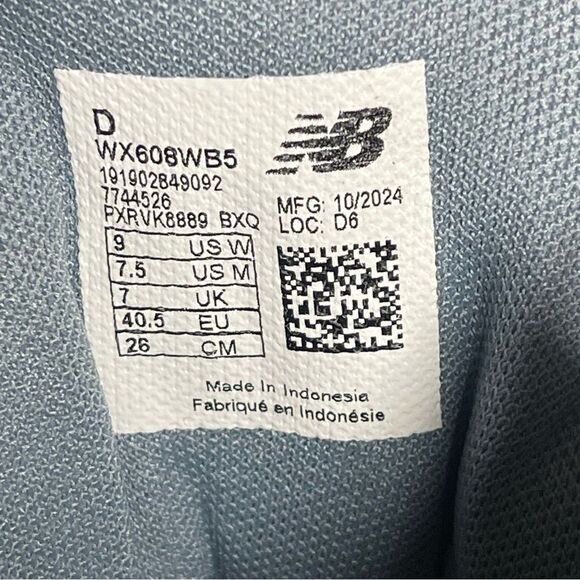 D
NB
WX608WB5
191902849092
7744526
PXRVK8889 BXQ
MFG: 10/2024
LOC: D6
9 US W
7.5 US M
7 UK
40.5 EU
26 CM
Made In Indonesia
Fabriqué en Indonésie